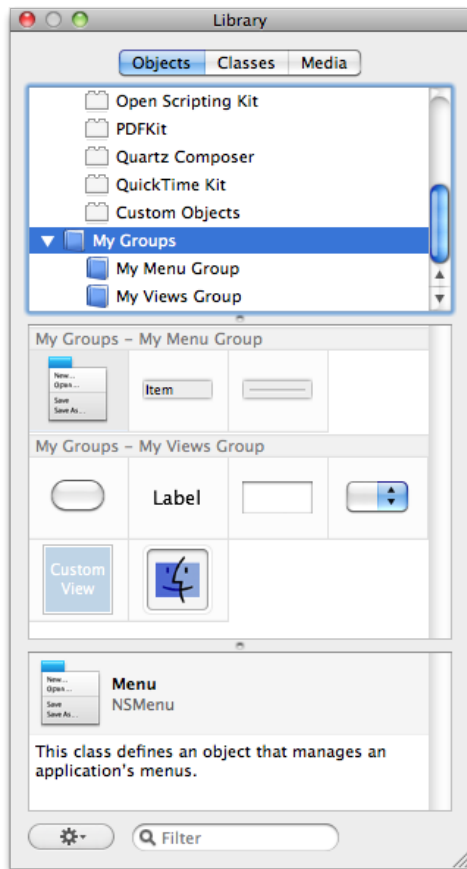 Library
Objects Classes Media
Open Scripting Kit
PDFKit
Quartz Composer
QuickTime Kit
Custom Objects
My Groups
My Menu Group
My Views Group
My Groups – My Menu Group
New...
Open...
Save
Save As...
Item
My Groups – My Views Group
Label
Custom
View
New...
Open...
Save
Save As...
Menu
NSMenu
This class defines an object that manages an
application's menus.
Filter